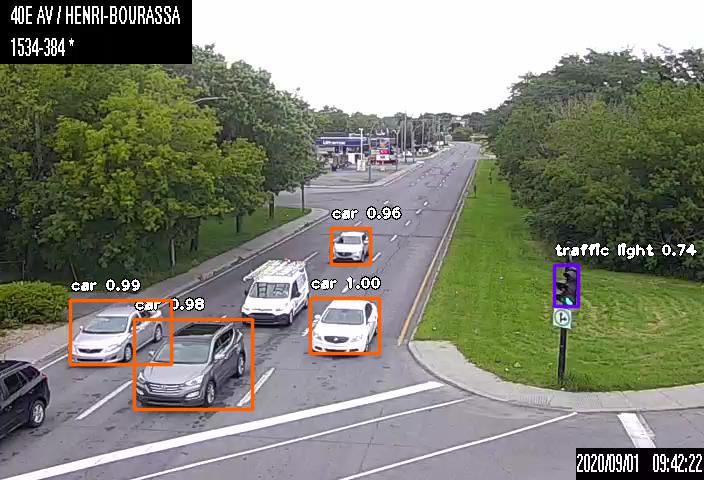 40E AV / HENRI-BOURASSA
1534-384 *
car 0.96
traffic light 0.74
car 0.99
car 1.00
car 0.98
2020/09/01 09:42:22